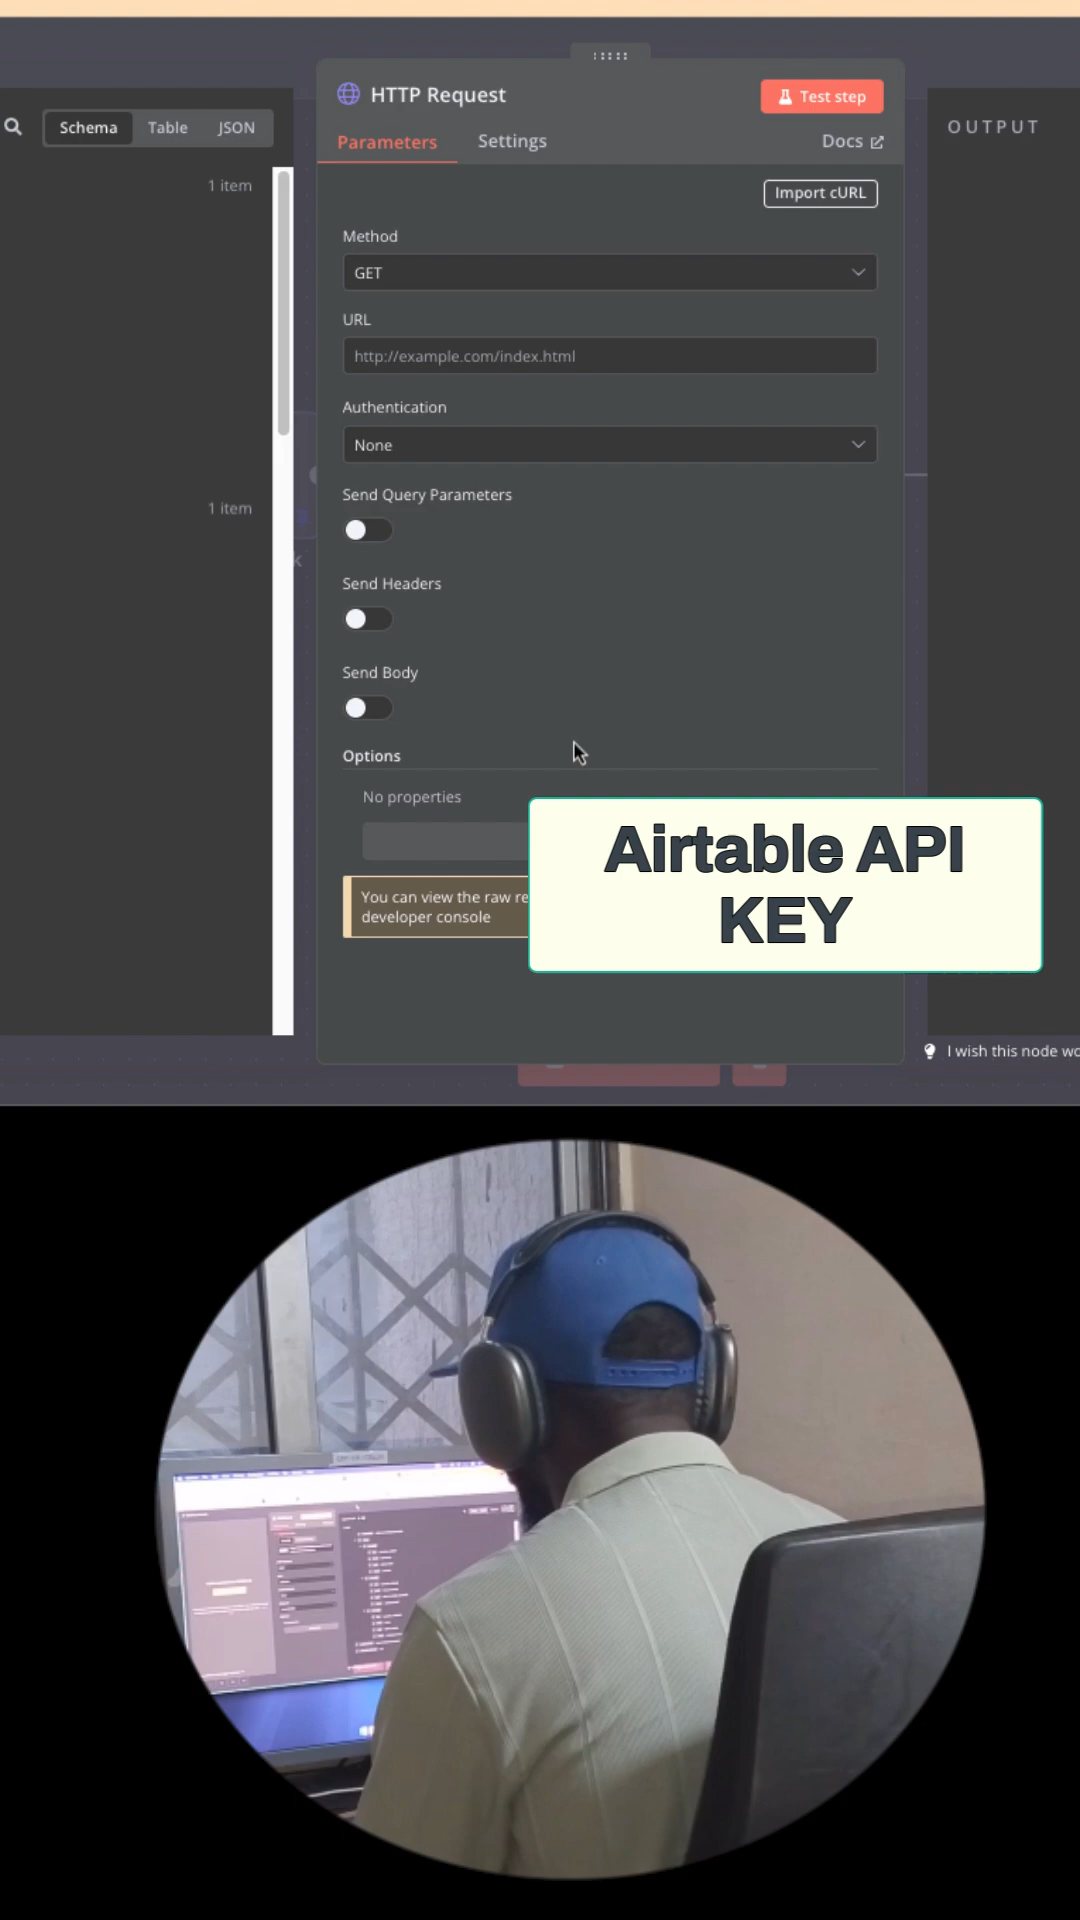 HTTP Request
Test step
Schema
Table
JSON
Parameters
Settings
Docs
OUTPUT
1 item
Import cURL
Method
GET
URL
http://example.com/index.html
Authentication
None
Send Query Parameters
1 item
k
Send Headers
Send Body
Options
No properties
Airtable API
KEY
You can view the raw re
developer console
I wish this node wo